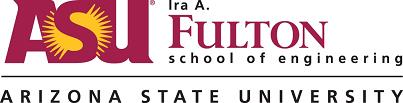 ASU®
Ira A.
FULTON
school of engineering
ARIZONA STATE UNIVERSITY